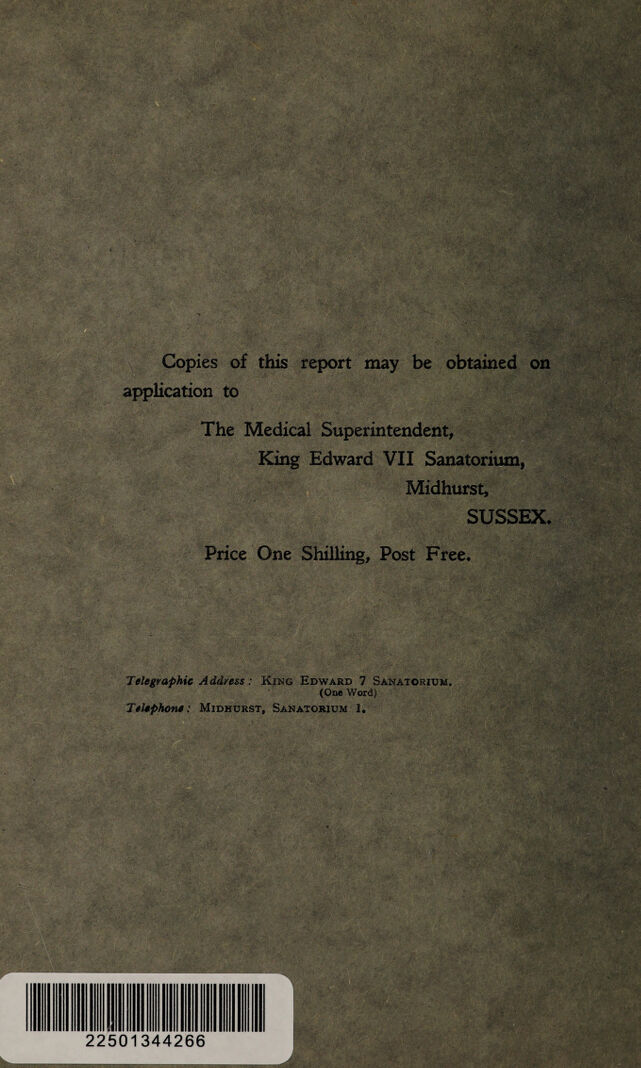 Copies of this report may be obtained on
application to
The Medical Superintendent,
King Edward VII Sanatorium,
Midhurst,
SUSSEX.
Price One Shilling, Post Free.
Telegraphic Address: KING EDWARD 7 SANATORIUM.
(One Word)
Telephone: MIDHURST, SANATORIUM 1.
22501344266